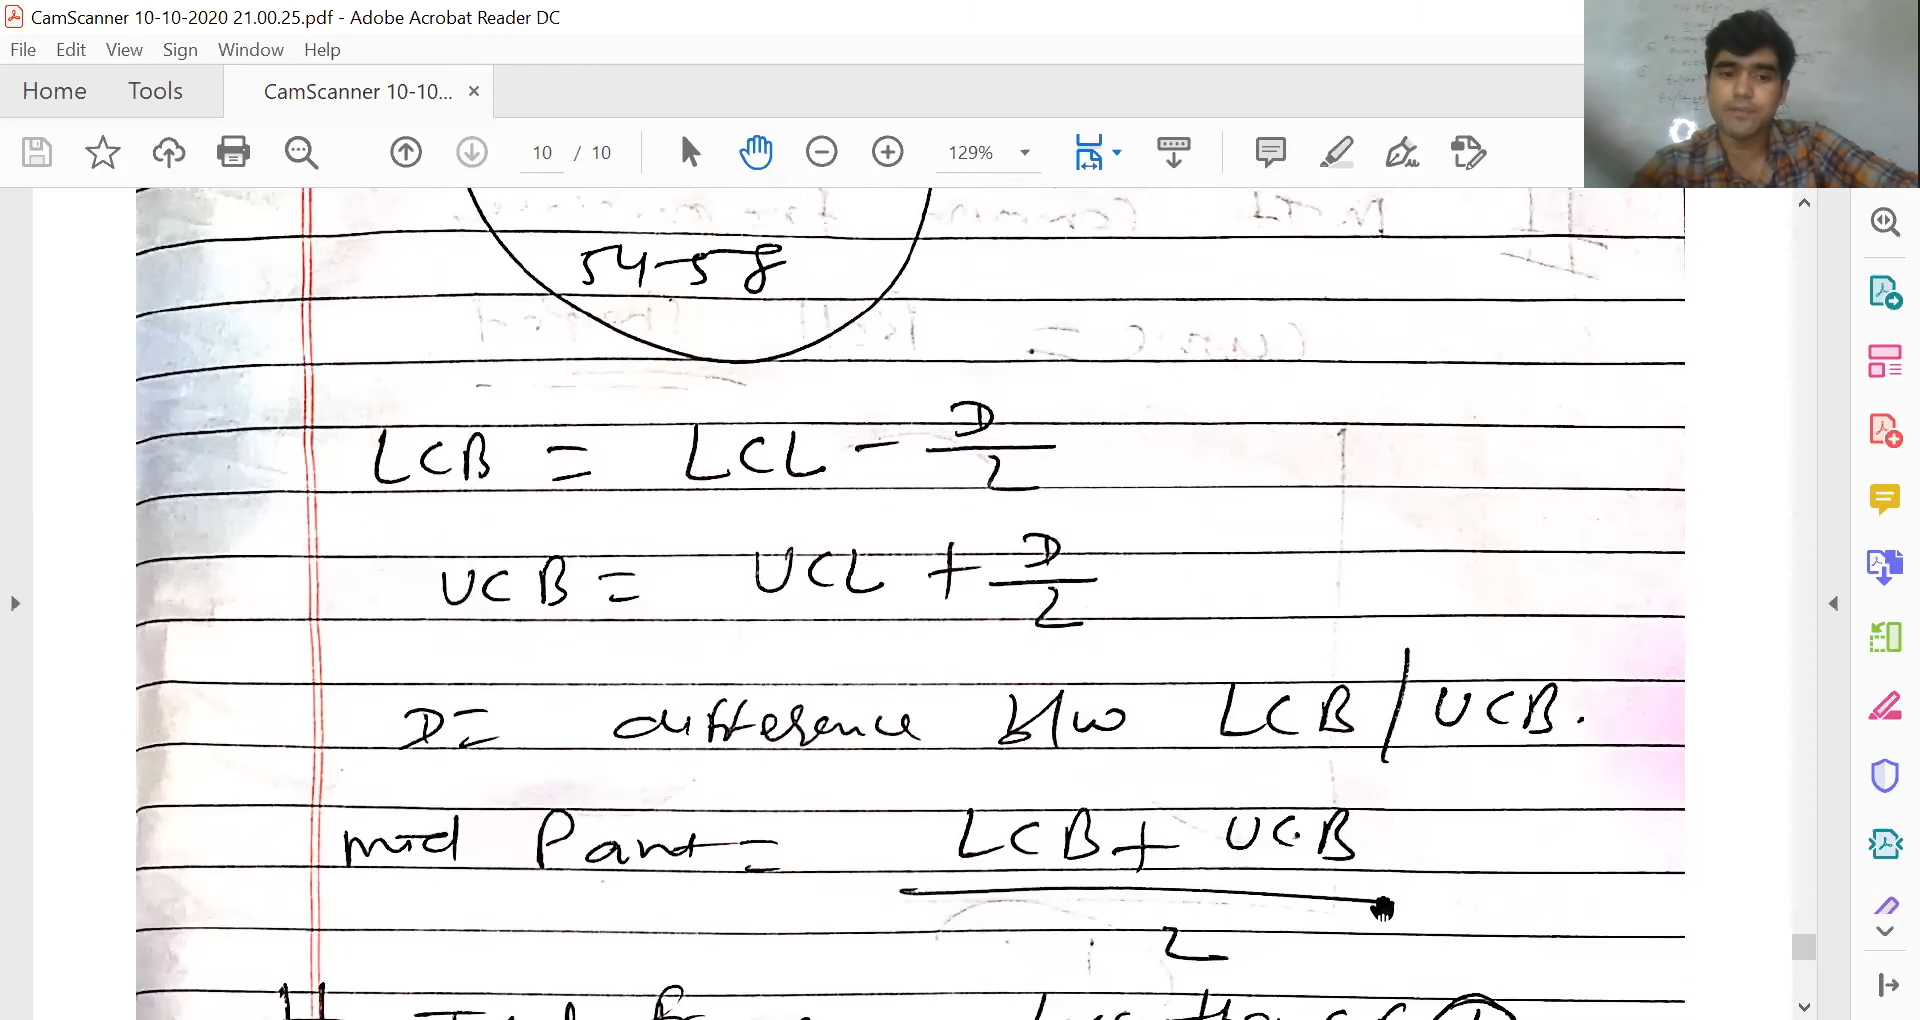 CamScanner 10-10-2020 21.00.25.pdf - Adobe Acrobat Reader DC
File Edit View Sign Window Help
Home Tools CamScanner 10-10... ×
10 / 10 129%
54-58
LCB = LCL - D/2
UCB = UCL + D/2
D = difference b/w LCB / UCB.
mid Point = LCB + UCB
2